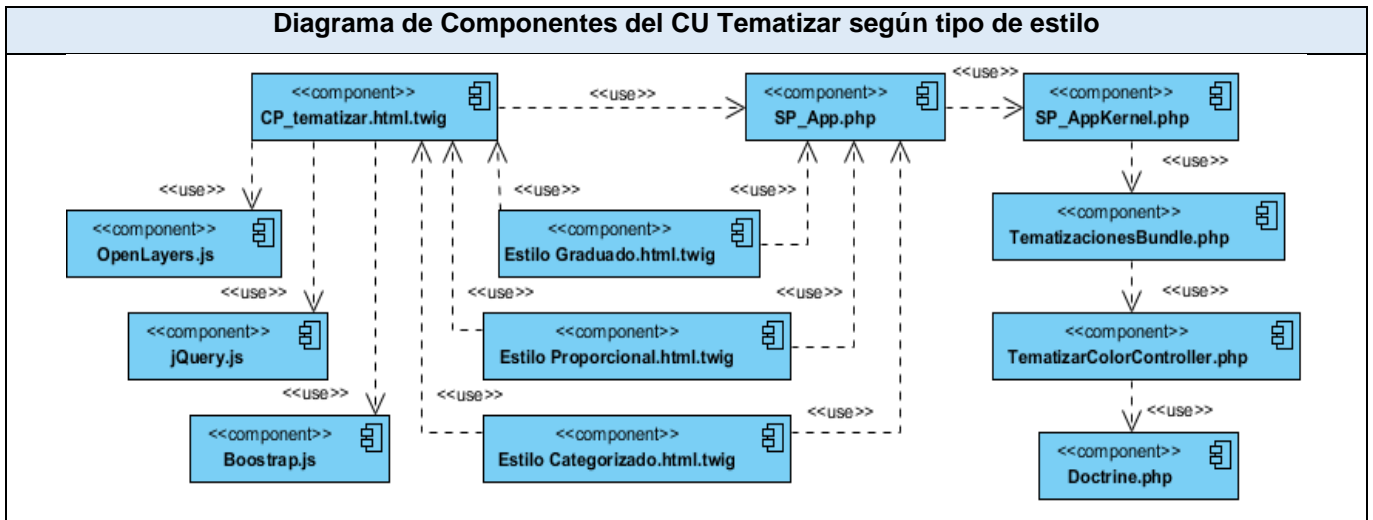 Diagrama de Componentes del CU Tematizar según tipo de estilo
<<component>>
CP_tematizar.html.twig
<<use>>
<<component>>
SP_App.php
<<use>>
<<component>>
SP_AppKernel.php
<<use>>
<<use>>
<<use>>
<<use>>
<<component>>
OpenLayers.js
<<component>>
Estilo Graduado.html.twig
<<component>>
TematizacionesBundle.php
<<use>>
<<use>>
<<use>>
<<use>>
<<component>>
jQuery.js
<<component>>
Estilo Proporcional.html.twig
<<component>>
TematizarColorController.php
<<use>>
<<use>>
<<use>>
<<use>>
<<component>>
Boostrap.js
<<component>>
Estilo Categorizado.html.twig
<<component>>
Doctrine.php